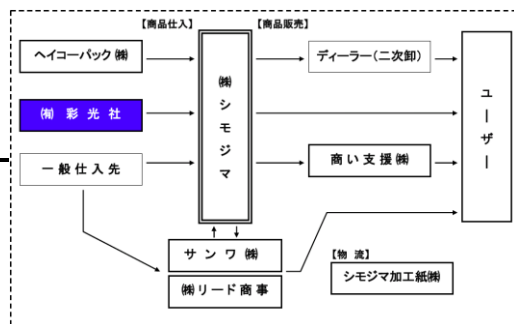 【商品仕入】
【商品販売】
ヘイコーパック㈱
㈱シモジマ
ディーラー(二次卸)
ユーザー
㈲彩光社
一般仕入先
商い支援㈱
サンワ㈱
㈱リード商事
【物流】
シモジマ加工紙㈱